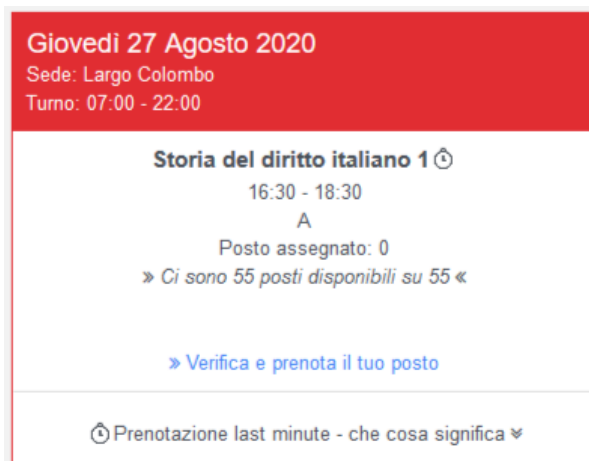 Giovedì 27 Agosto 2020
Sede: Largo Colombo
Turno: 07:00 - 22:00
Storia del diritto italiano 1
16:30 - 18:30
A
Posto assegnato: 0
» Ci sono 55 posti disponibili su 55 «
» Verifica e prenota il tuo posto
Prenotazione last minute - che cosa significa